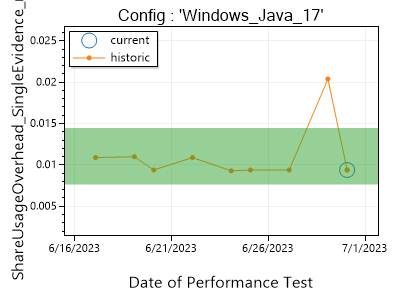 Config : 'Windows_Java_17'
ShareUsageOverhead_SingleEvidence_
current
historic
0.025
0.02
0.015
0.01
0.005
6/16/2023
6/21/2023
6/26/2023
7/1/2023
Date of Performance Test